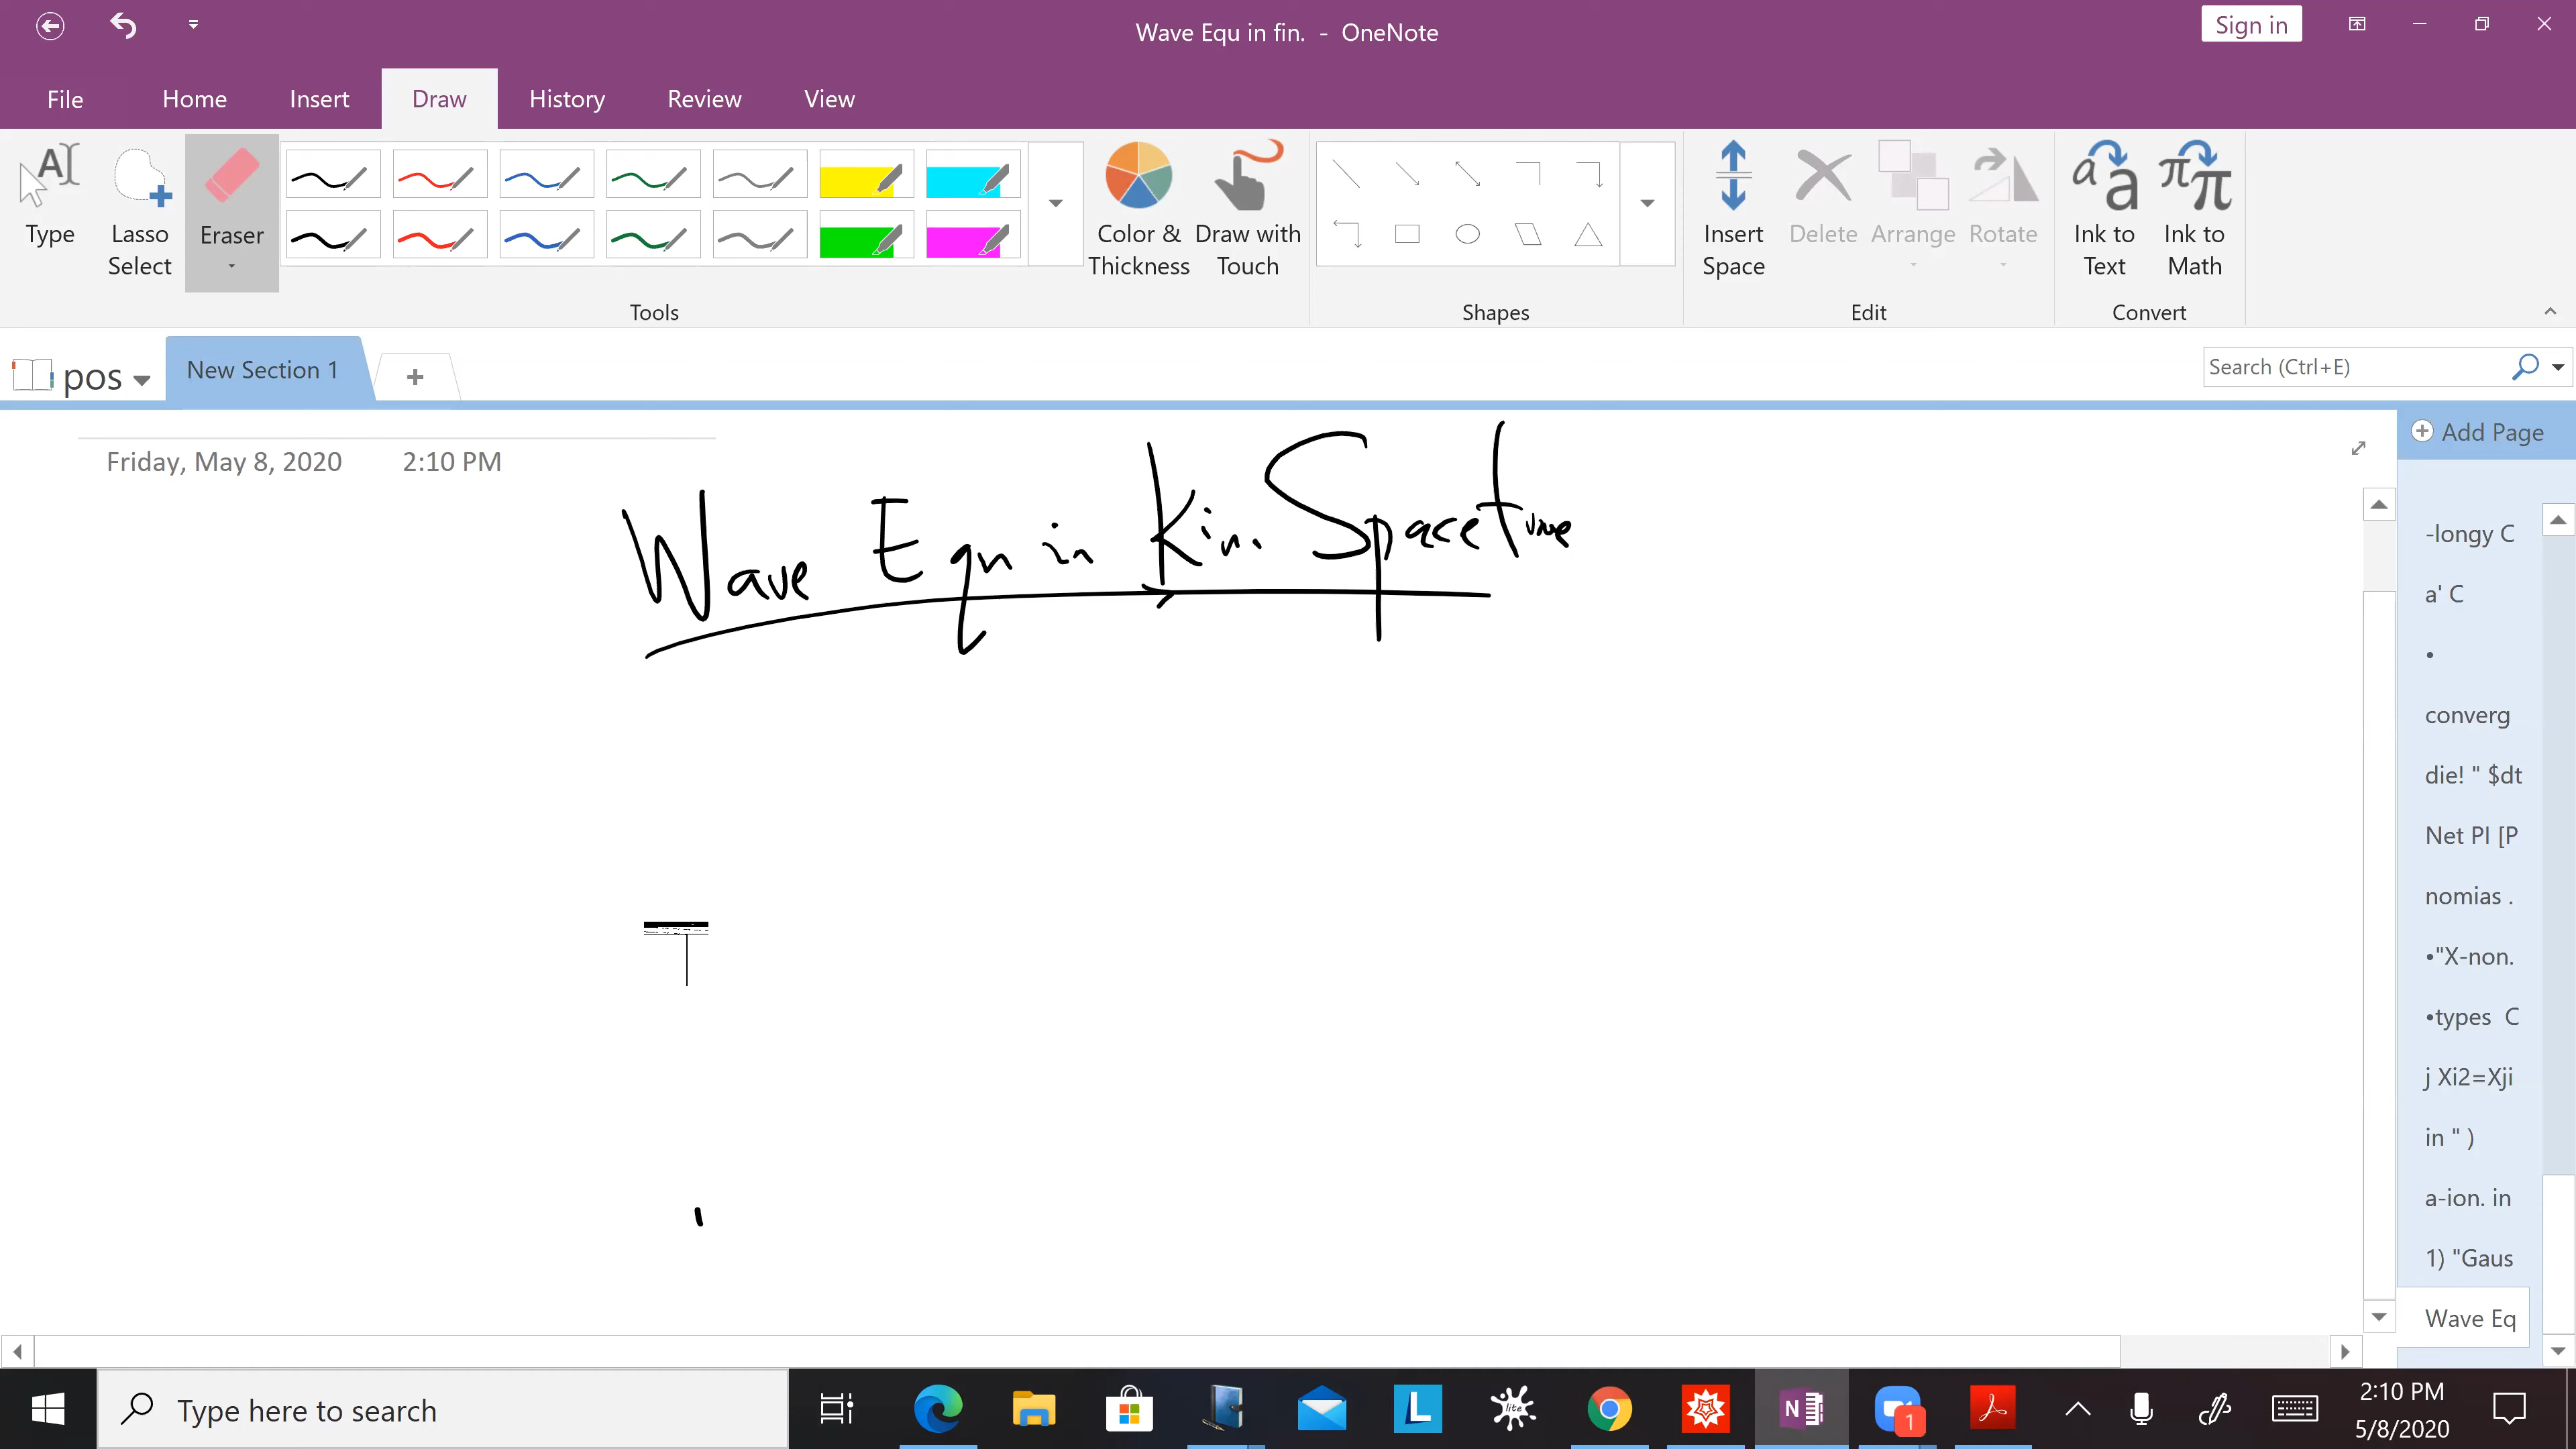 Wave Equ in fin. - OneNote
Sign in
File Home Insert Draw History Review View
Type
Lasso Select
Eraser
Color & Thickness
Draw with Touch
Insert Space
Delete
Arrange
Rotate
Ink to Text
Ink to Math
Tools
Shapes
Edit
Convert
pos
New Section 1
+
Search (Ctrl+E)
Friday, May 8, 2020 2:10 PM
Wave Eqn in Kin. Spacetime
Add Page
-longy C
a' C
•
converg
die! " $dt
Net PI [P
nomias .
•"X-non.
•types C
j Xi2=Xji
in " )
a-ion. in
1) "Gaus
Wave Eq
Type here to search
L
lite
N
1
2:10 PM
5/8/2020